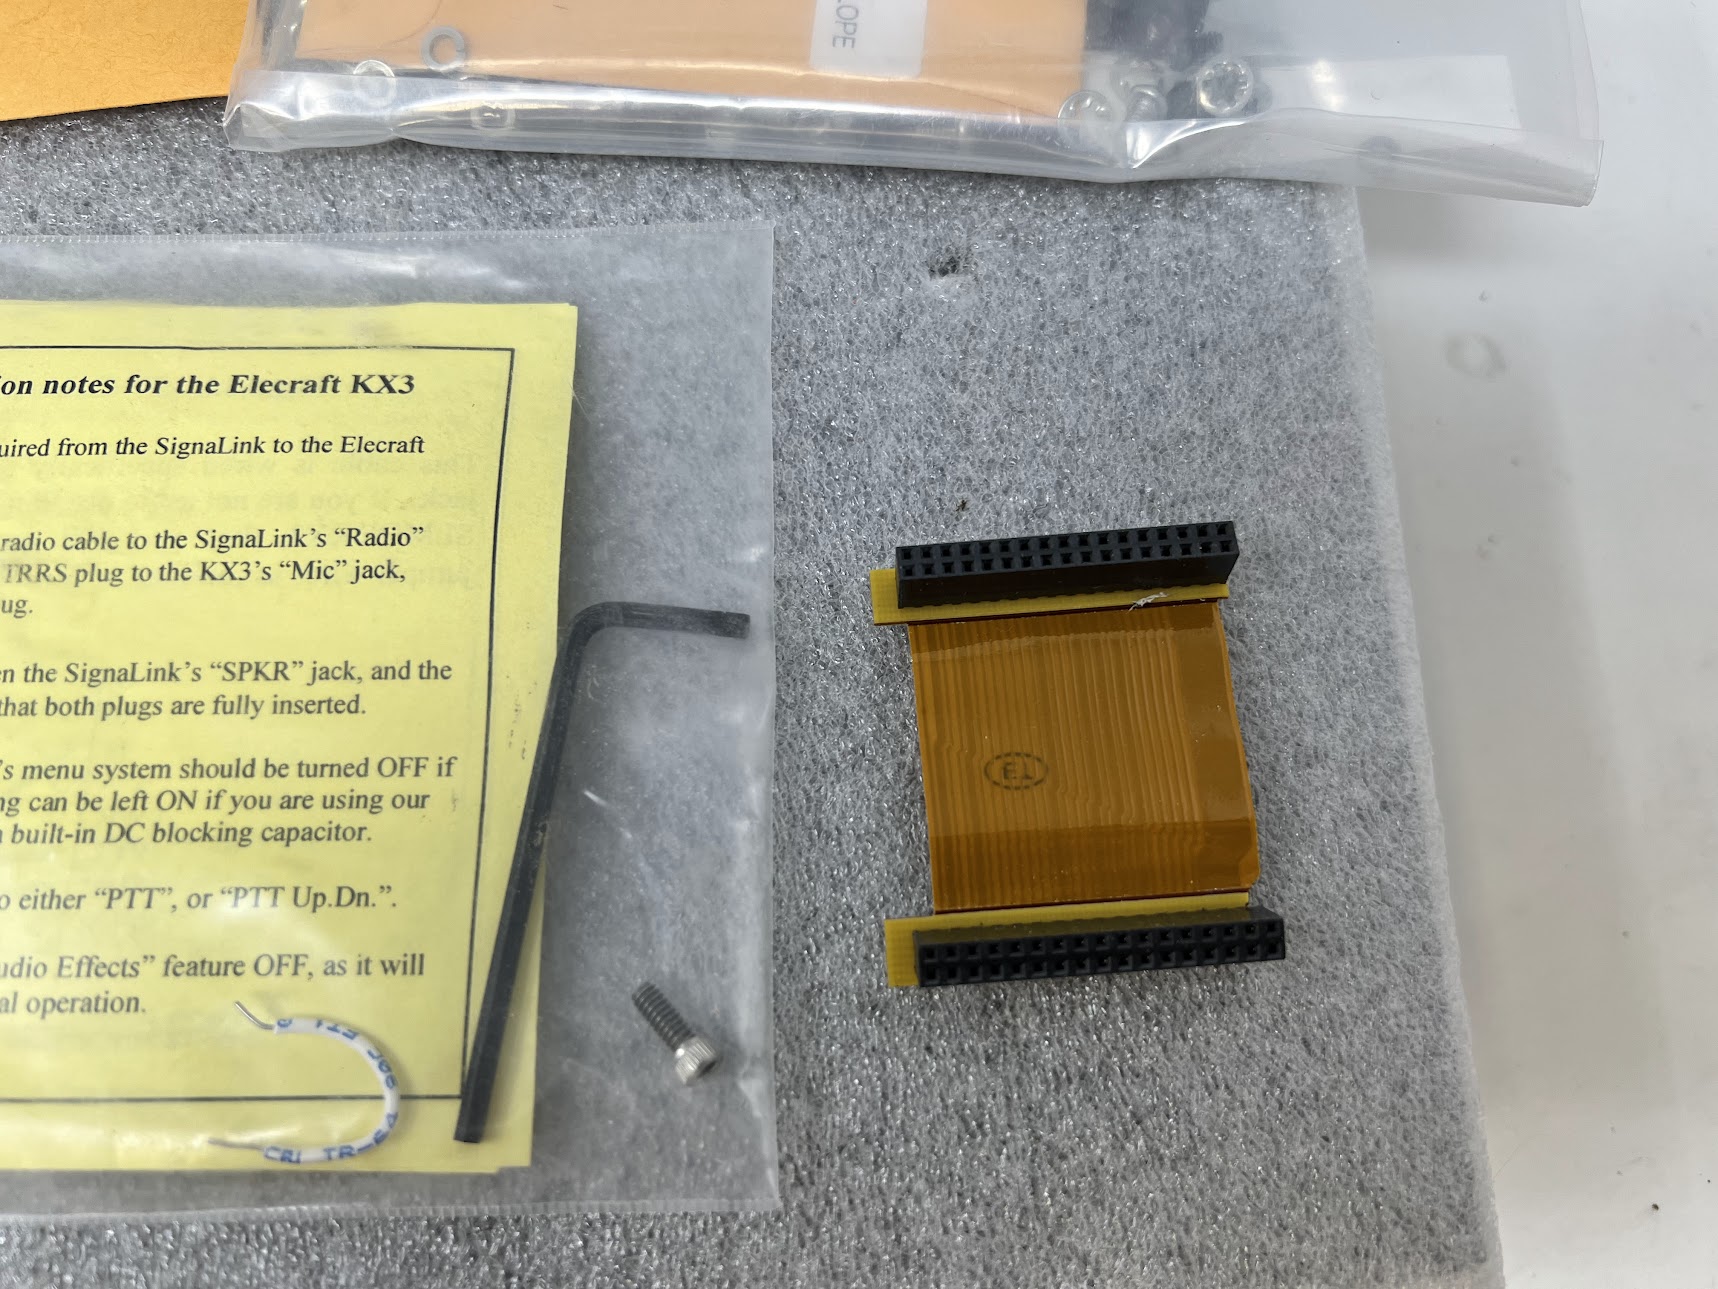 LOPE
on notes for the Elecraft KX3
uired from the SignaLink to the Elecraft
radio cable to the SignaLink's “Radio”
TRRS plug to the KX3's “Mic” jack,
ug.
n the SignaLink's “SPKR” jack, and the
that both plugs are fully inserted.
's menu system should be turned OFF if
ng can be left ON if you are using our
built-in DC blocking capacitor.
o either “PTT”, or “PTT Up.Dn.”.
udio Effects” feature OFF, as it will
al operation.